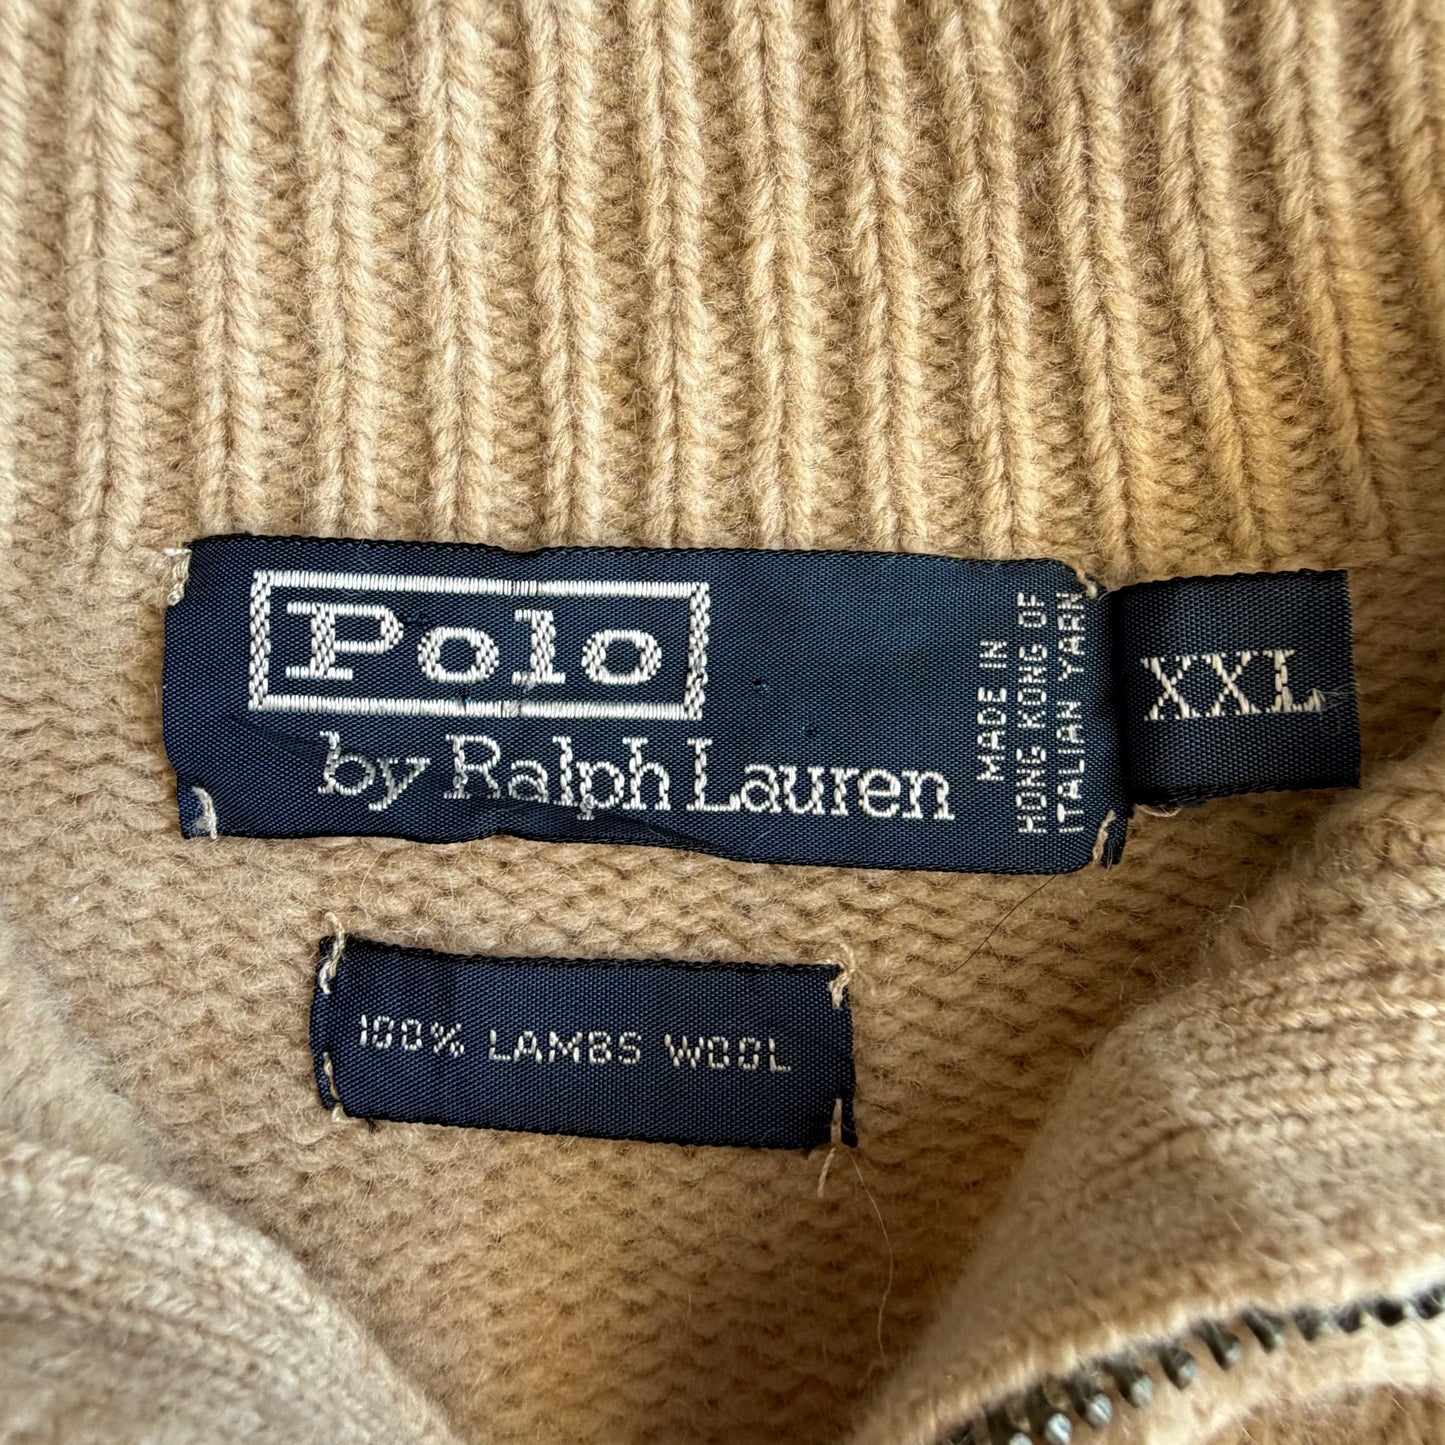 Polo
by Ralph Lauren
MADE IN
HONG KONG OF
ITALIAN YARN
XXL
100% LAMBS WOOL